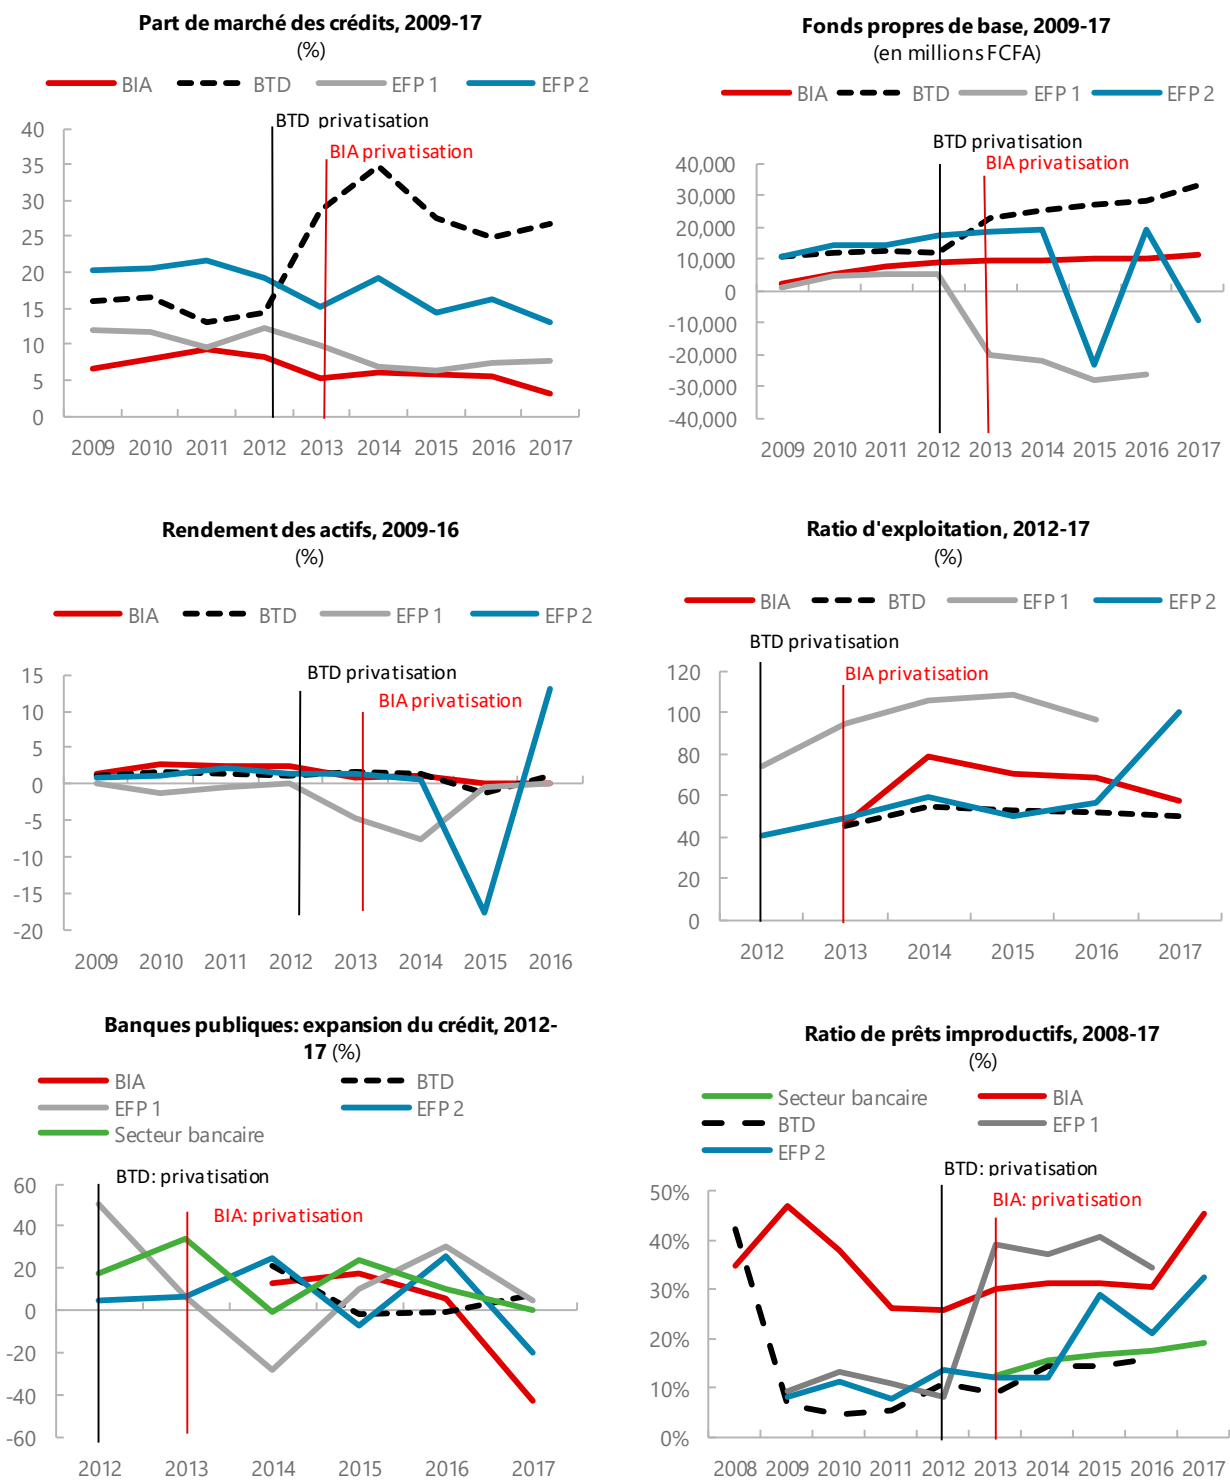 Part de marché des crédits, 2009-17
(%)
BIA BTD EFP 1 EFP 2
BTD privatisation
BIA privatisation
40
35
30
25
20
15
10
5
0
2009 2010 2011 2012 2013 2014 2015 2016 2017
Fonds propres de base, 2009-17
(en millions FCFA)
BIA BTD EFP 1 EFP 2
BTD privatisation
BIA privatisation
40,000
30,000
20,000
10,000
0
-10,000
-20,000
-30,000
-40,000
2009 2010 2011 2012 2013 2014 2015 2016 2017
Rendement des actifs, 2009-16
(%)
BIA BTD EFP 1 EFP 2
BTD privatisation
BIA privatisation
15
10
5
0
-5
-10
-15
-20
2009 2010 2011 2012 2013 2014 2015 2016
Ratio d'exploitation, 2012-17
(%)
BIA BTD EFP 1 EFP 2
BTD privatisation
BIA privatisation
120
100
80
60
40
20
0
2012 2013 2014 2015 2016 2017
Banques publiques: expansion du crédit, 2012-
17 (%)
BIA BTD
EFP 1 EFP 2
Secteur bancaire
BTD: privatisation
BIA: privatisation
60
40
20
0
-20
-40
-60
2012 2013 2014 2015 2016 2017
Ratio de prêts improductifs, 2008-17
(%)
Secteur bancaire BIA
BTD EFP 1
EFP 2
BTD: privatisation
BIA: privatisation
50%
40%
30%
20%
10%
0%
2008 2009 2010 2011 2012 2013 2014 2015 2016 2017